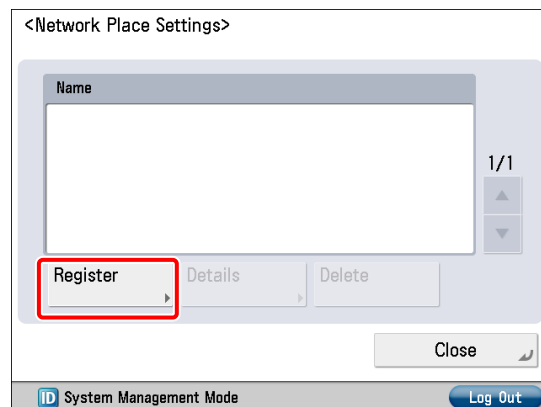 <Network Place Settings>
Name
1/1
Register Details Delete
Close
ID System Management Mode Log Out